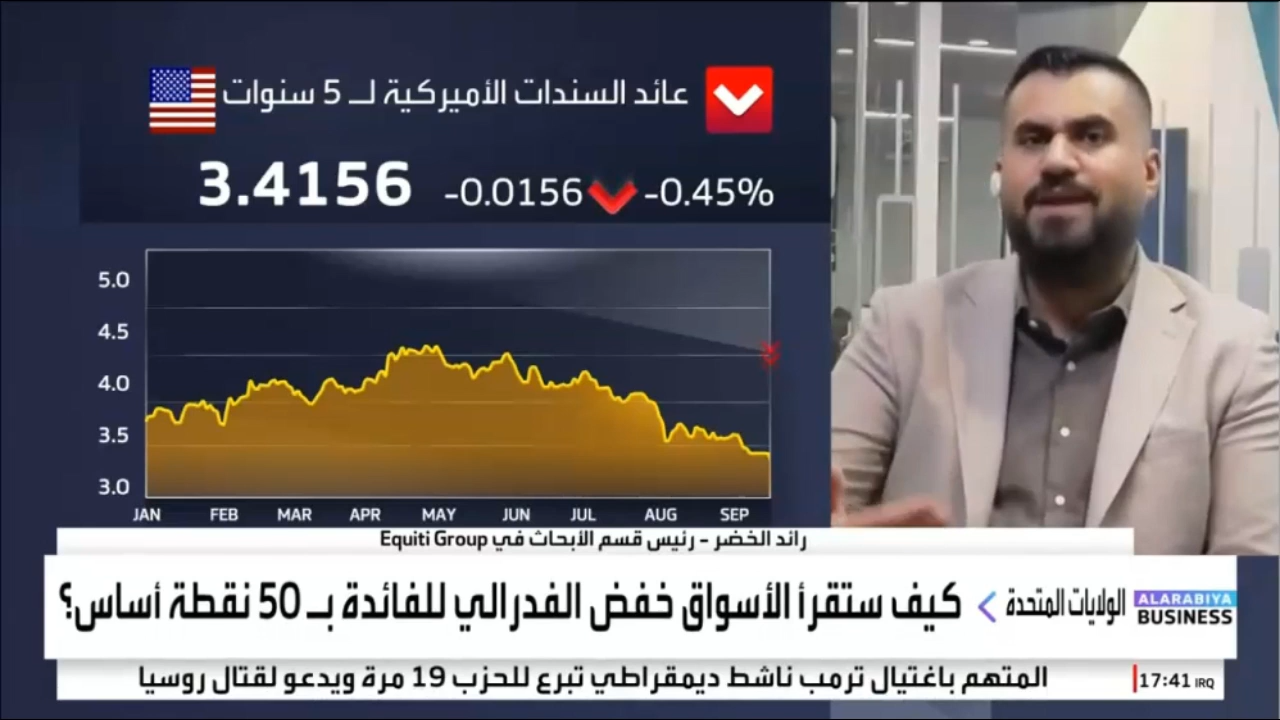 عائد السندات الأميركية لـ 5 سنوات
3.4156 -0.0156 -0.45%
5.0
4.5
4.0
3.5
3.0
JAN FEB MAR APR MAY JUN JUL AUG SEP
رائد الخضر - رئيس قسم الأبحاث في Equiti Group
ALARABIYA BUSINESS
الولايات المتحدة
كيف ستقرأ الأسواق خفض الفدرالي للفائدة بـ 50 نقطة أساس؟
17:41 IRQ
المتهم باغتيال ترمب ناشط ديمقراطي تبرع للحزب 19 مرة ويدعو لقتال روسيا